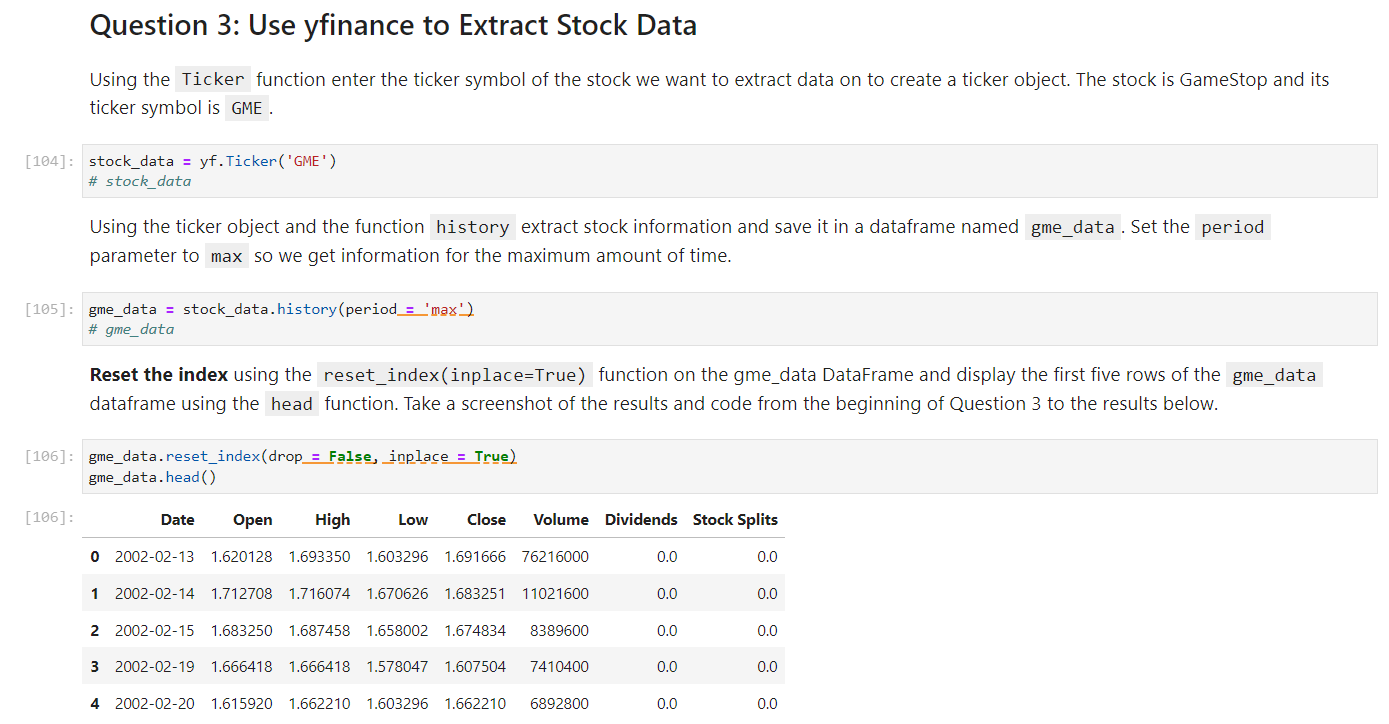 Question 3: Use yfinance to Extract Stock Data
Using the Ticker function enter the ticker symbol of the stock we want to extract data on to create a ticker object. The stock is GameStop and its
ticker symbol is GME .
[104]: stock_data = yf.Ticker('GME')
# stock_data
Using the ticker object and the function history extract stock information and save it in a dataframe named gme_data . Set the period
parameter to max so we get information for the maximum amount of time.
[105]: gme_data = stock_data.history(period = 'max')
# gme_data
Reset the index using the reset_index(inplace=True) function on the gme_data DataFrame and display the first five rows of the gme_data
dataframe using the head function. Take a screenshot of the results and code from the beginning of Question 3 to the results below.
[106]: gme_data.reset_index(drop = False, inplace = True)
gme_data.head()
[106]: Date Open High Low Close Volume Dividends Stock Splits
0 2002-02-13 1.620128 1.693350 1.603296 1.691666 76216000 0.0 0.0
1 2002-02-14 1.712708 1.716074 1.670626 1.683251 11021600 0.0 0.0
2 2002-02-15 1.683250 1.687458 1.658002 1.674834 8389600 0.0 0.0
3 2002-02-19 1.666418 1.666418 1.578047 1.607504 7410400 0.0 0.0
4 2002-02-20 1.615920 1.662210 1.603296 1.662210 6892800 0.0 0.0